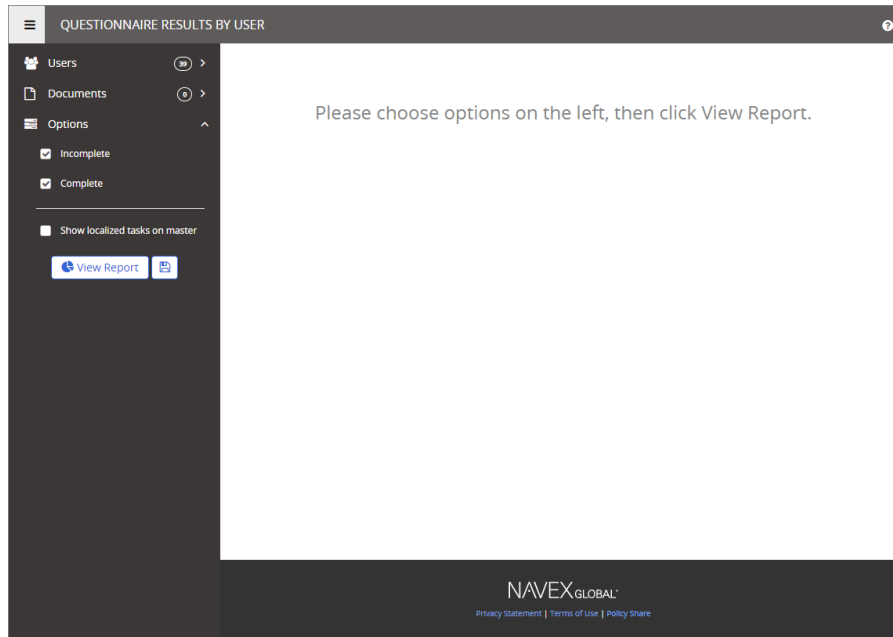 QUESTIONNAIRE RESULTS BY USER
Users 39
Documents 0
Options
Incomplete
Complete
Show localized tasks on master
View Report
Please choose options on the left, then click View Report.
NAVEX GLOBAL
Privacy Statement | Terms of Use | Policy Share